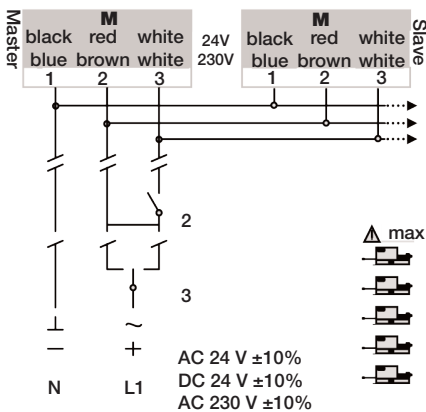 Master
M
black red white
blue brown white
1 2 3
24V
230V
M
black red white
blue brown white
1 2 3
Slave
2
3
max
⊥ ~
− +
N L1
AC 24 V ±10%
DC 24 V ±10%
AC 230 V ±10%